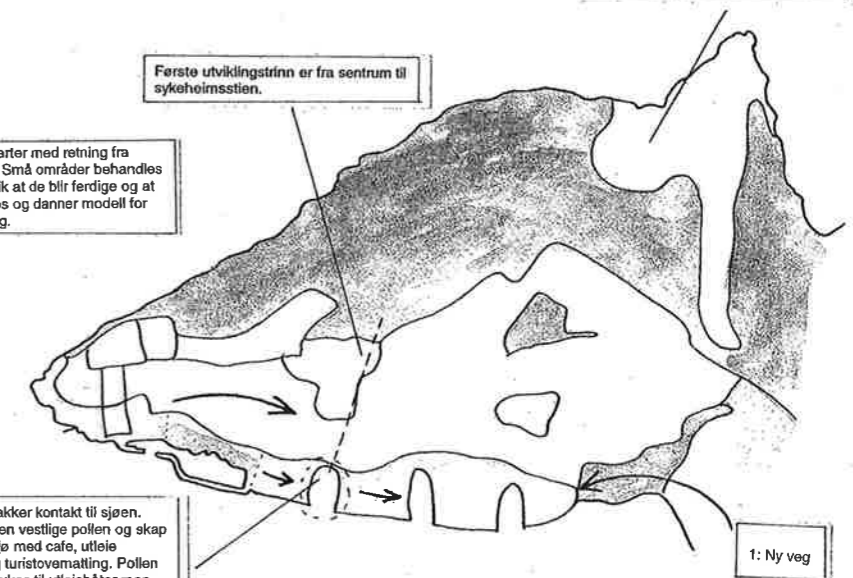 Første utviklingstrinn er fra sentrum til
sykeheimsstien.
arter med retning fra
Små områder behandles
ik at de blir ferdige og at
es og danner modell for
g.
akker kontakt til sjøen.
en vestlige pollen og skap
ø med cafe, utleie
g turistovernatting. Pollen
1: Ny veg